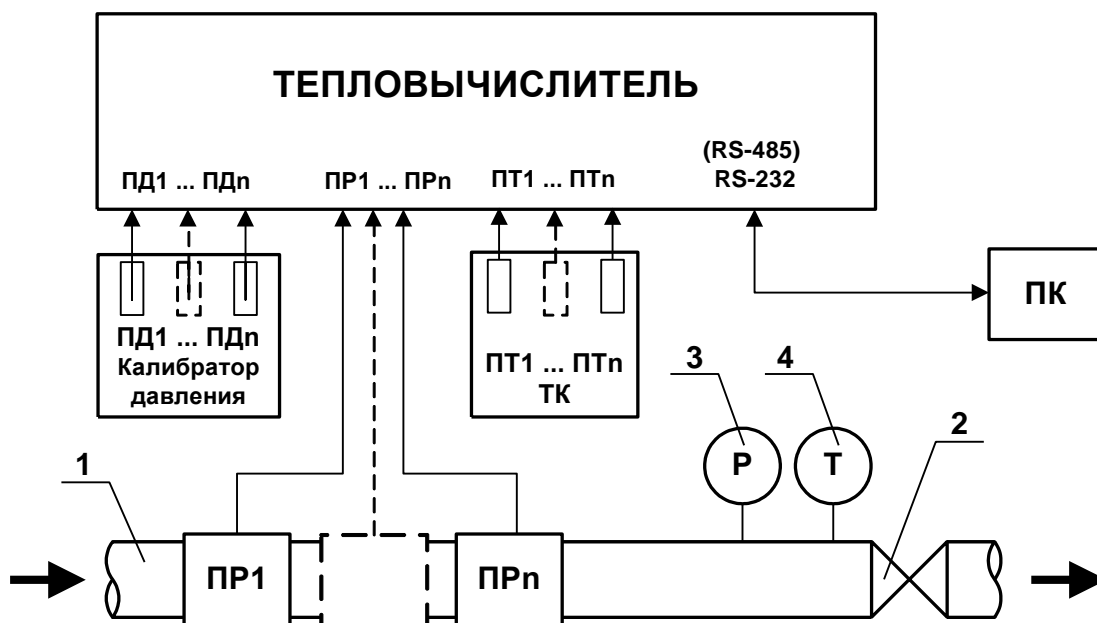 ТЕПЛОВЫЧИСЛИТЕЛЬ
(RS-485)
ПД1 ... ПДn ПР1 ... ПРn ПТ1 ... ПТn RS-232
ПК
ПД1 ... ПДn
Калибратор
давления
ПТ1 ... ПТn
ТК
3 4
2
1
P T
ПР1 ПРn